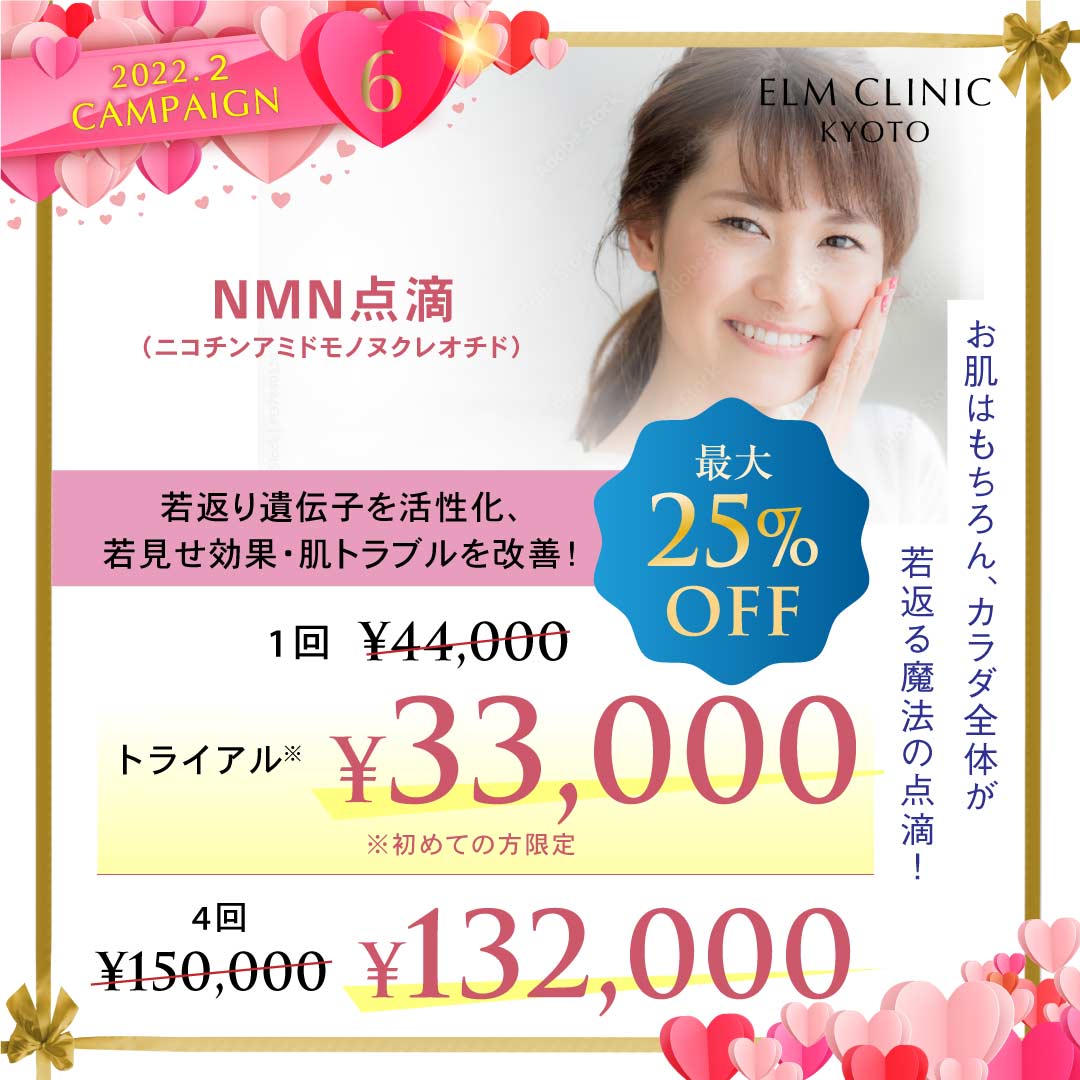 2022.2
CAMPAIGN
6
ELM CLINIC
KYOTO
NMN点滴
（ニコチンアミドモノヌクレオチド）
お肌はもちろん、カラダ全体が
若返る魔法の点滴！
最大
25%
OFF
若返り遺伝子を活性化、
若見せ効果・肌トラブルを改善！
1回 ¥44,000
トライアル※ ¥33,000
※初めての方限定
4回
¥150,000 ¥132,000